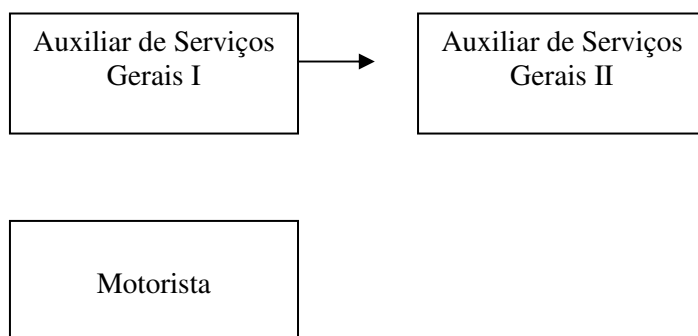 Auxiliar de Serviços
Gerais I
Auxiliar de Serviços
Gerais II
Motorista